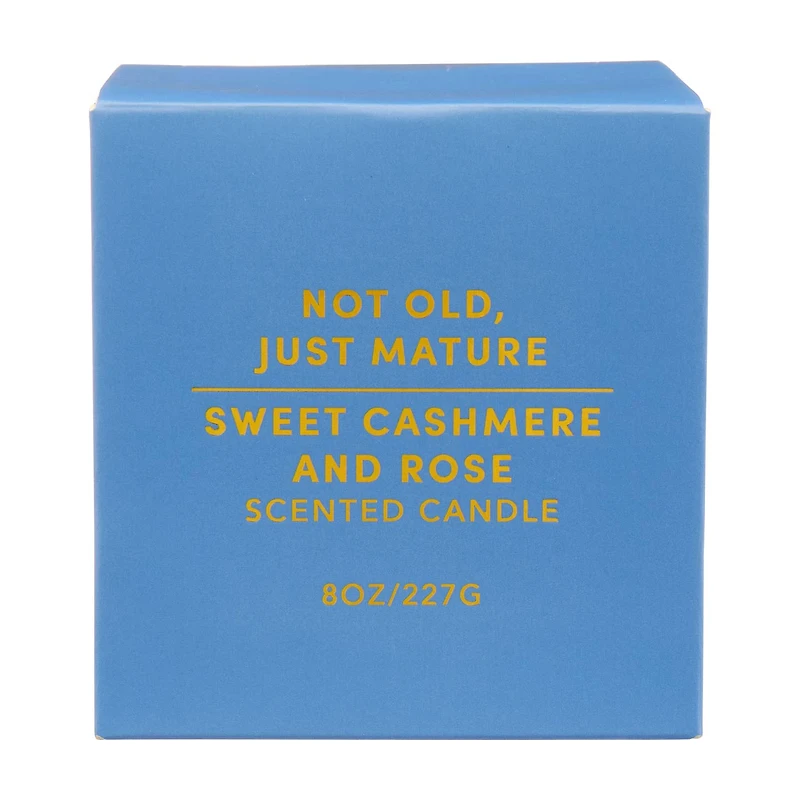 NOT OLD,
JUST MATURE
SWEET CASHMERE
AND ROSE
SCENTED CANDLE
8OZ/227G